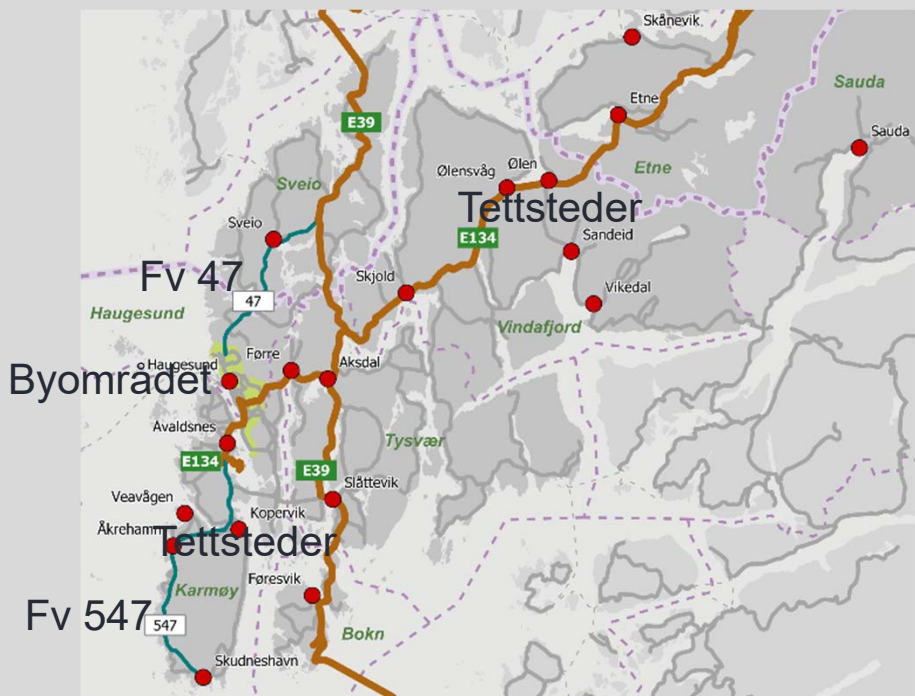 Skånevik
Sauda
Etne
E39
Sauda
Ølen
Ølensvåg
Etne
Sveio
Tettsteder
Sveio
E134
Sandeid
Fv 47
Skjold
47
Vikedal
Haugesund
Vindafjord
Førre
Haugesund
Aksdal
Byområdet
Avaldsnes
Tysvær
E134
E39
Slåttevik
Veavågen
Kopervik
Åkrehamn
Tettsteder
Føresvik
Karmøy
Fv 547
547
Bokn
Skudneshavn